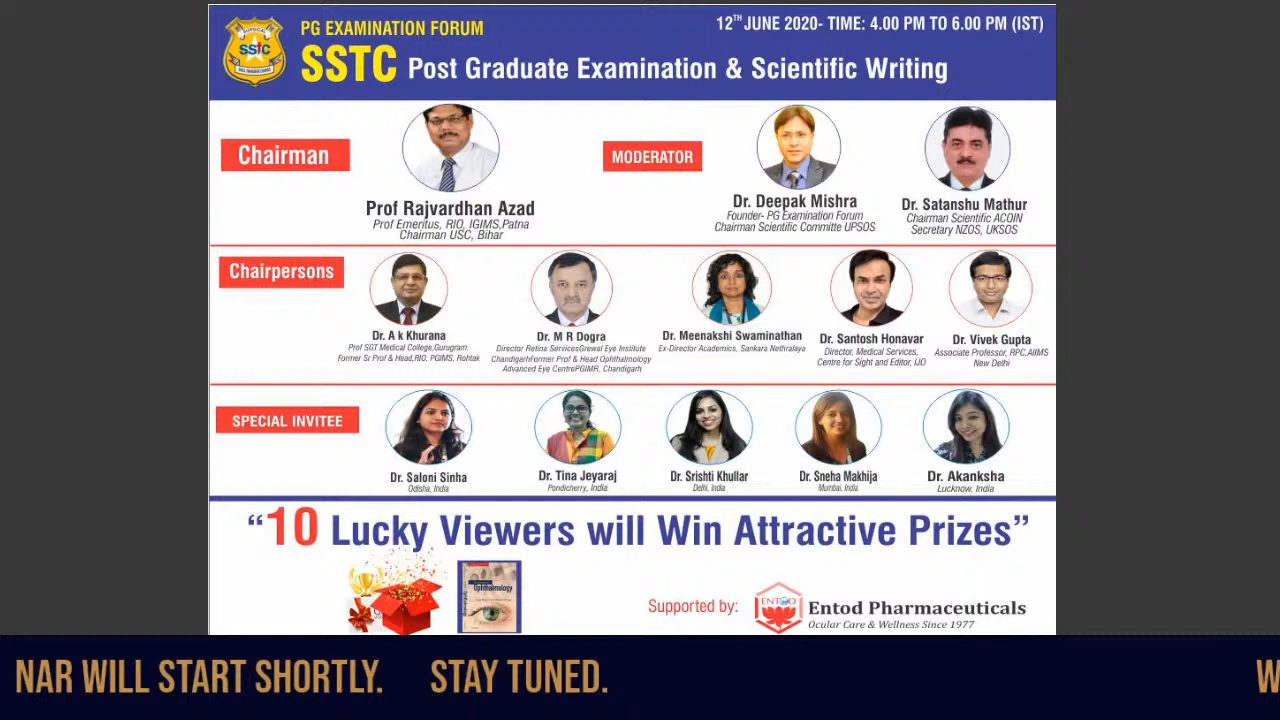 SURGICAL
SSTC
PG EXAMINATION FORUM
12TH JUNE 2020- TIME: 4.00 PM TO 6.00 PM (IST)
SSTC Post Graduate Examination & Scientific Writing
Chairman
MODERATOR
Prof Rajvardhan Azad
Prof Emeritus, RIO, IGIMS,Patna
Chairman USC, Bihar
Dr. Deepak Mishra
Founder- PG Examination Forum
Chairman Scientific Committe UPSOS
Dr. Satanshu Mathur
Chairman Scientific ACOIN
Secretary NZOS, UKSOS
Chairpersons
Dr. A k Khurana
Prof SGT Medical College,Gurugram.
Former Sr Prof & Head,RIO, PGIMS, Rohtak
Dr. M R Dogra
Director Retina ServicesGrewal Eye Institute
ChandigarhFormer Prof & Head Ophthalmology
Advanced Eye CentrePGIMR, Chandigarh
Dr. Meenakshi Swaminathan
Ex-Director Academics, Sankara Nethralaya
Dr. Santosh Honavar
Director, Medical Services,
Centre for Sight and Editor, IJO
Dr. Vivek Gupta
Associate Professor, RPC,AIIMS
New Delhi
SPECIAL INVITEE
Dr. Saloni Sinha
Odisha, India
Dr. Tina Jeyaraj
Pondicherry, India
Dr. Srishti Khullar
Delhi, India
Dr. Sneha Makhija
Mumbai, India
Dr. Akanksha
Lucknow, India
“10 Lucky Viewers will Win Attractive Prizes”
Ophthalmology
Supported by:
ENTOD
Entod Pharmaceuticals
Ocular Care & Wellness Since 1977
NAR WILL START SHORTLY. STAY TUNED. W